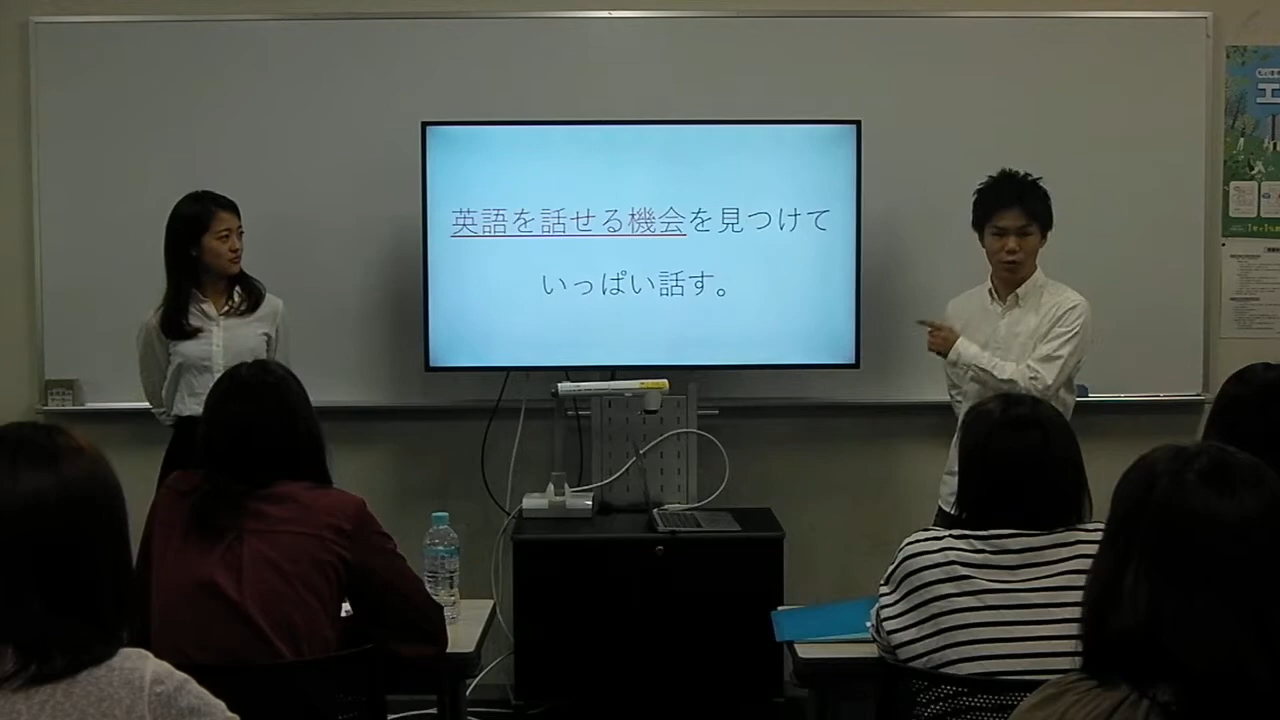 英語を話せる機会を見つけて
いっぱい話す。
エ